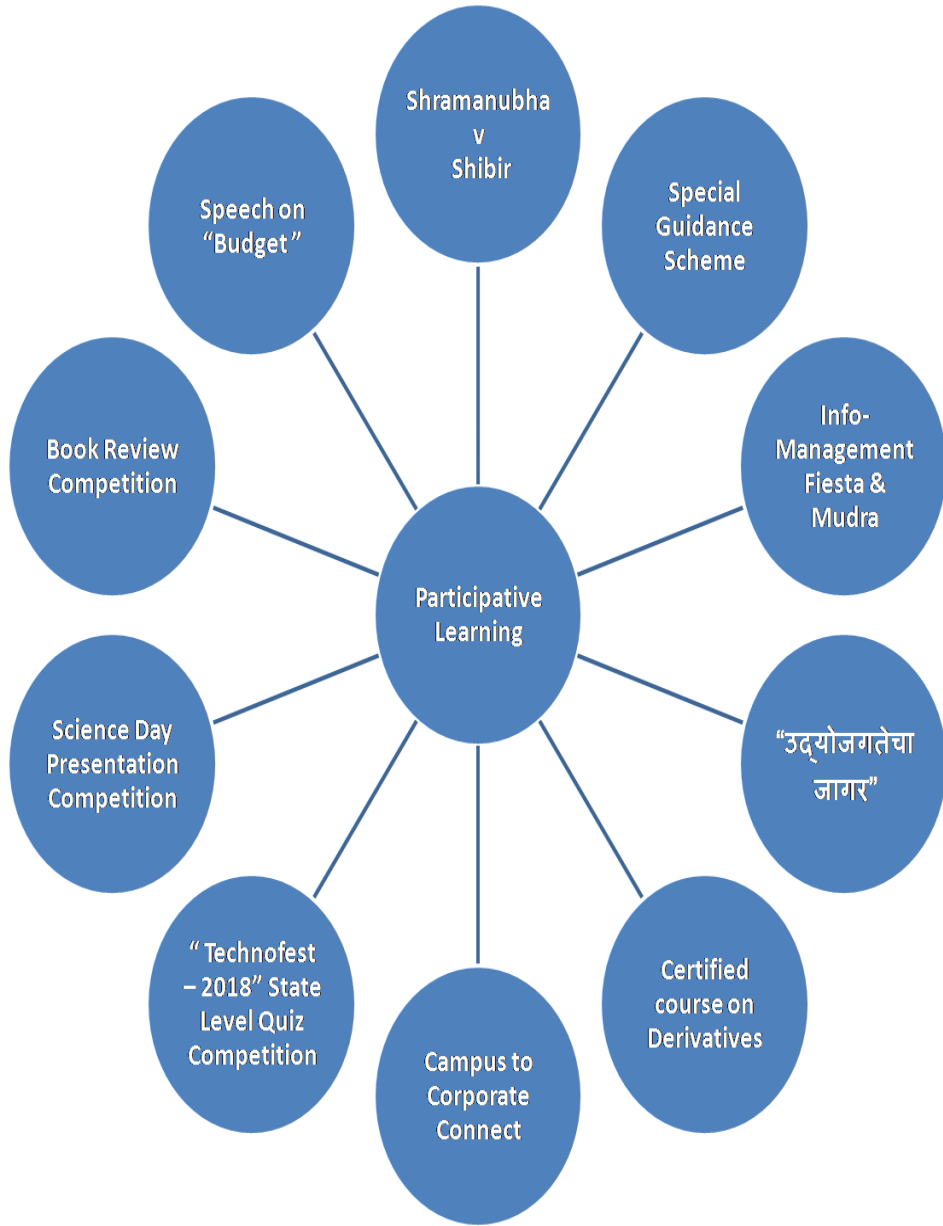 Shramanubha
v
Shibir
Special
Guidance
Scheme
Info-
Management
Fiesta &
Mudra
“उद्योजगतेचा
जागर”
Certified
course on
Derivatives
Campus to
Corporate
Connect
“ Technofest
– 2018” State
Level Quiz
Competition
Science Day
Presentation
Competition
Book Review
Competition
Speech on
“Budget”
Participative
Learning